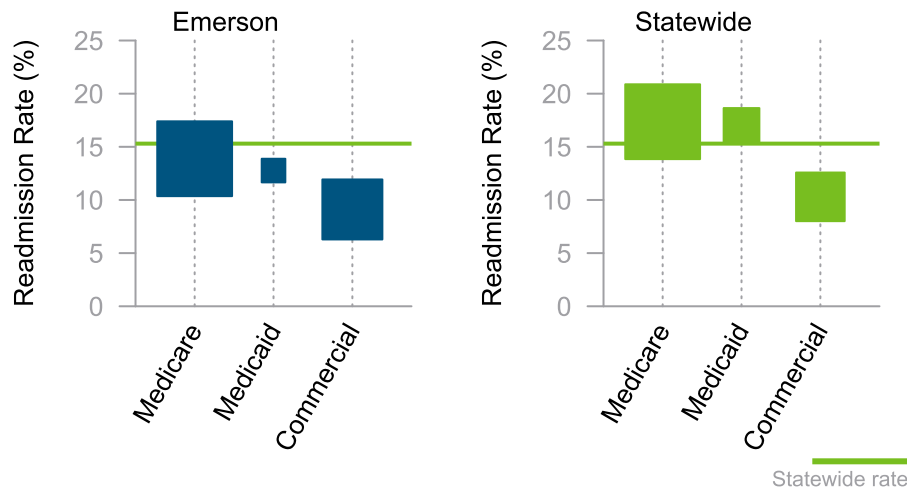 Emerson
Readmission Rate (%)
25
20
15
10
5
0
Medicare
Medicaid
Commercial
Statewide
Readmission Rate (%)
25
20
15
10
5
0
Medicare
Medicaid
Commercial
Statewide rate